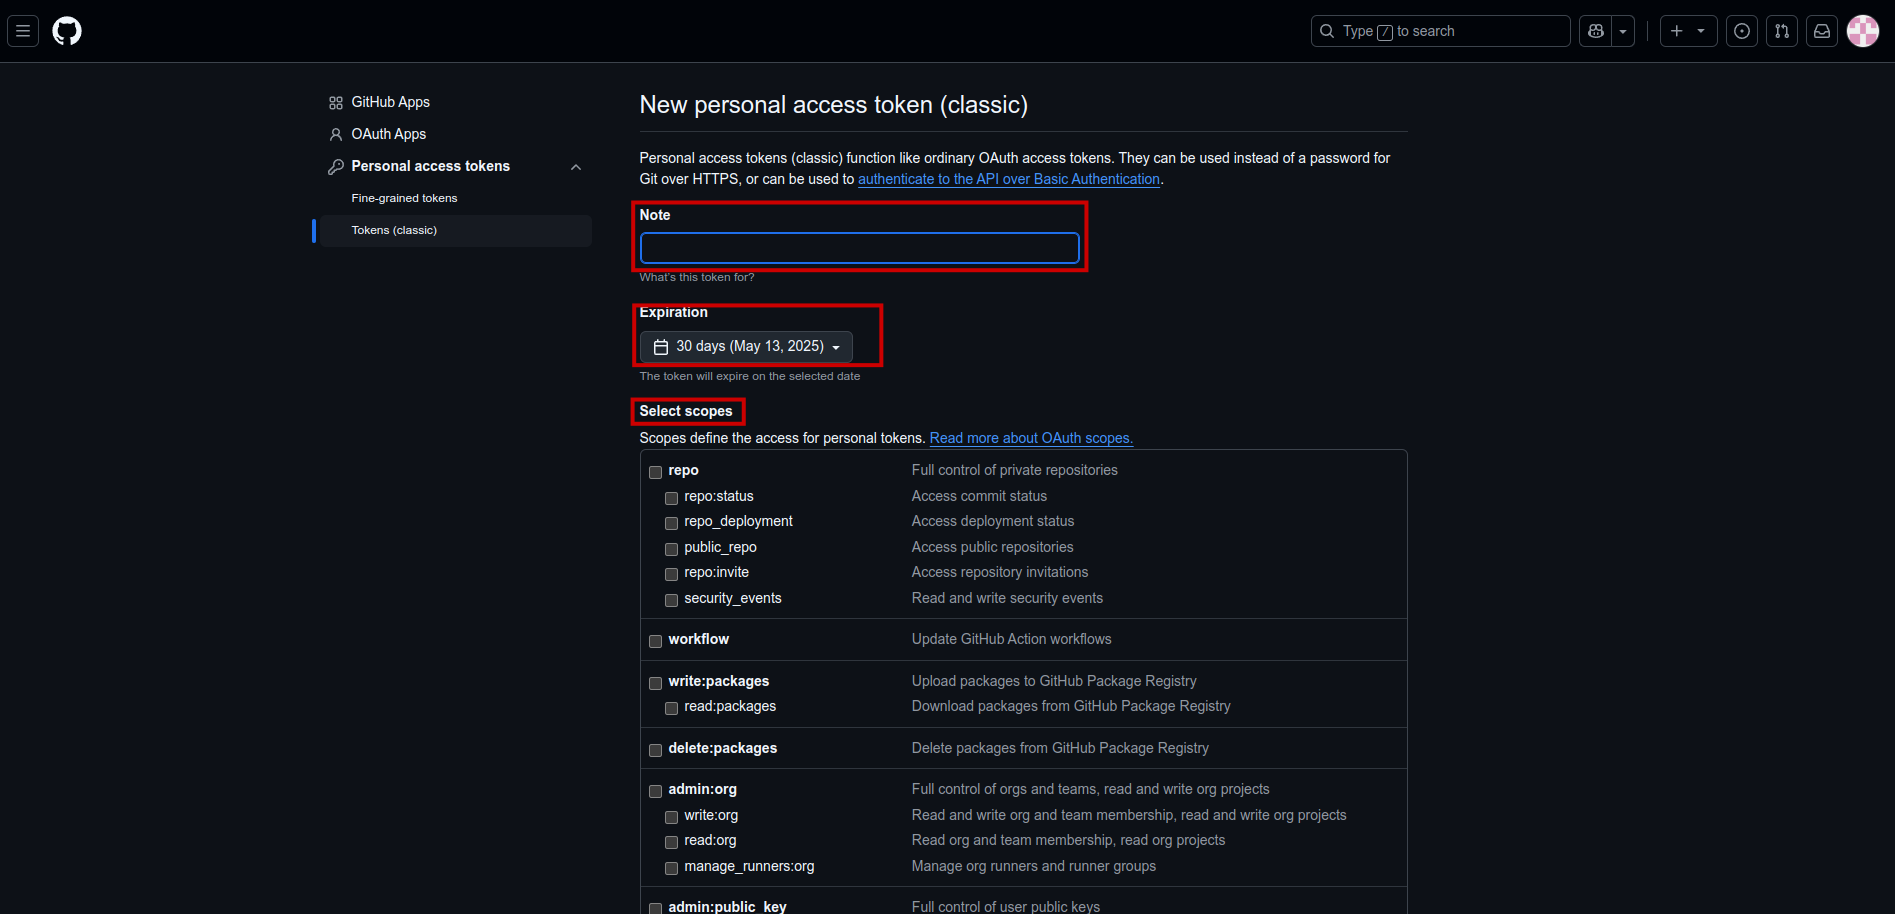 Type / to search
GitHub Apps
OAuth Apps
Personal access tokens
Fine-grained tokens
Tokens (classic)
New personal access token (classic)
Personal access tokens (classic) function like ordinary OAuth access tokens. They can be used instead of a password for
Git over HTTPS, or can be used to authenticate to the API over Basic Authentication.
Note
What's this token for?
Expiration
30 days (May 13, 2025)
The token will expire on the selected date
Select scopes
Scopes define the access for personal tokens. Read more about OAuth scopes.
repo Full control of private repositories
repo:status Access commit status
repo_deployment Access deployment status
public_repo Access public repositories
repo:invite Access repository invitations
security_events Read and write security events
workflow Update GitHub Action workflows
write:packages Upload packages to GitHub Package Registry
read:packages Download packages from GitHub Package Registry
delete:packages Delete packages from GitHub Package Registry
admin:org Full control of orgs and teams, read and write org projects
write:org Read and write org and team membership, read and write org projects
read:org Read org and team membership, read org projects
manage_runners:org Manage org runners and runner groups
admin:public_key Full control of user public keys